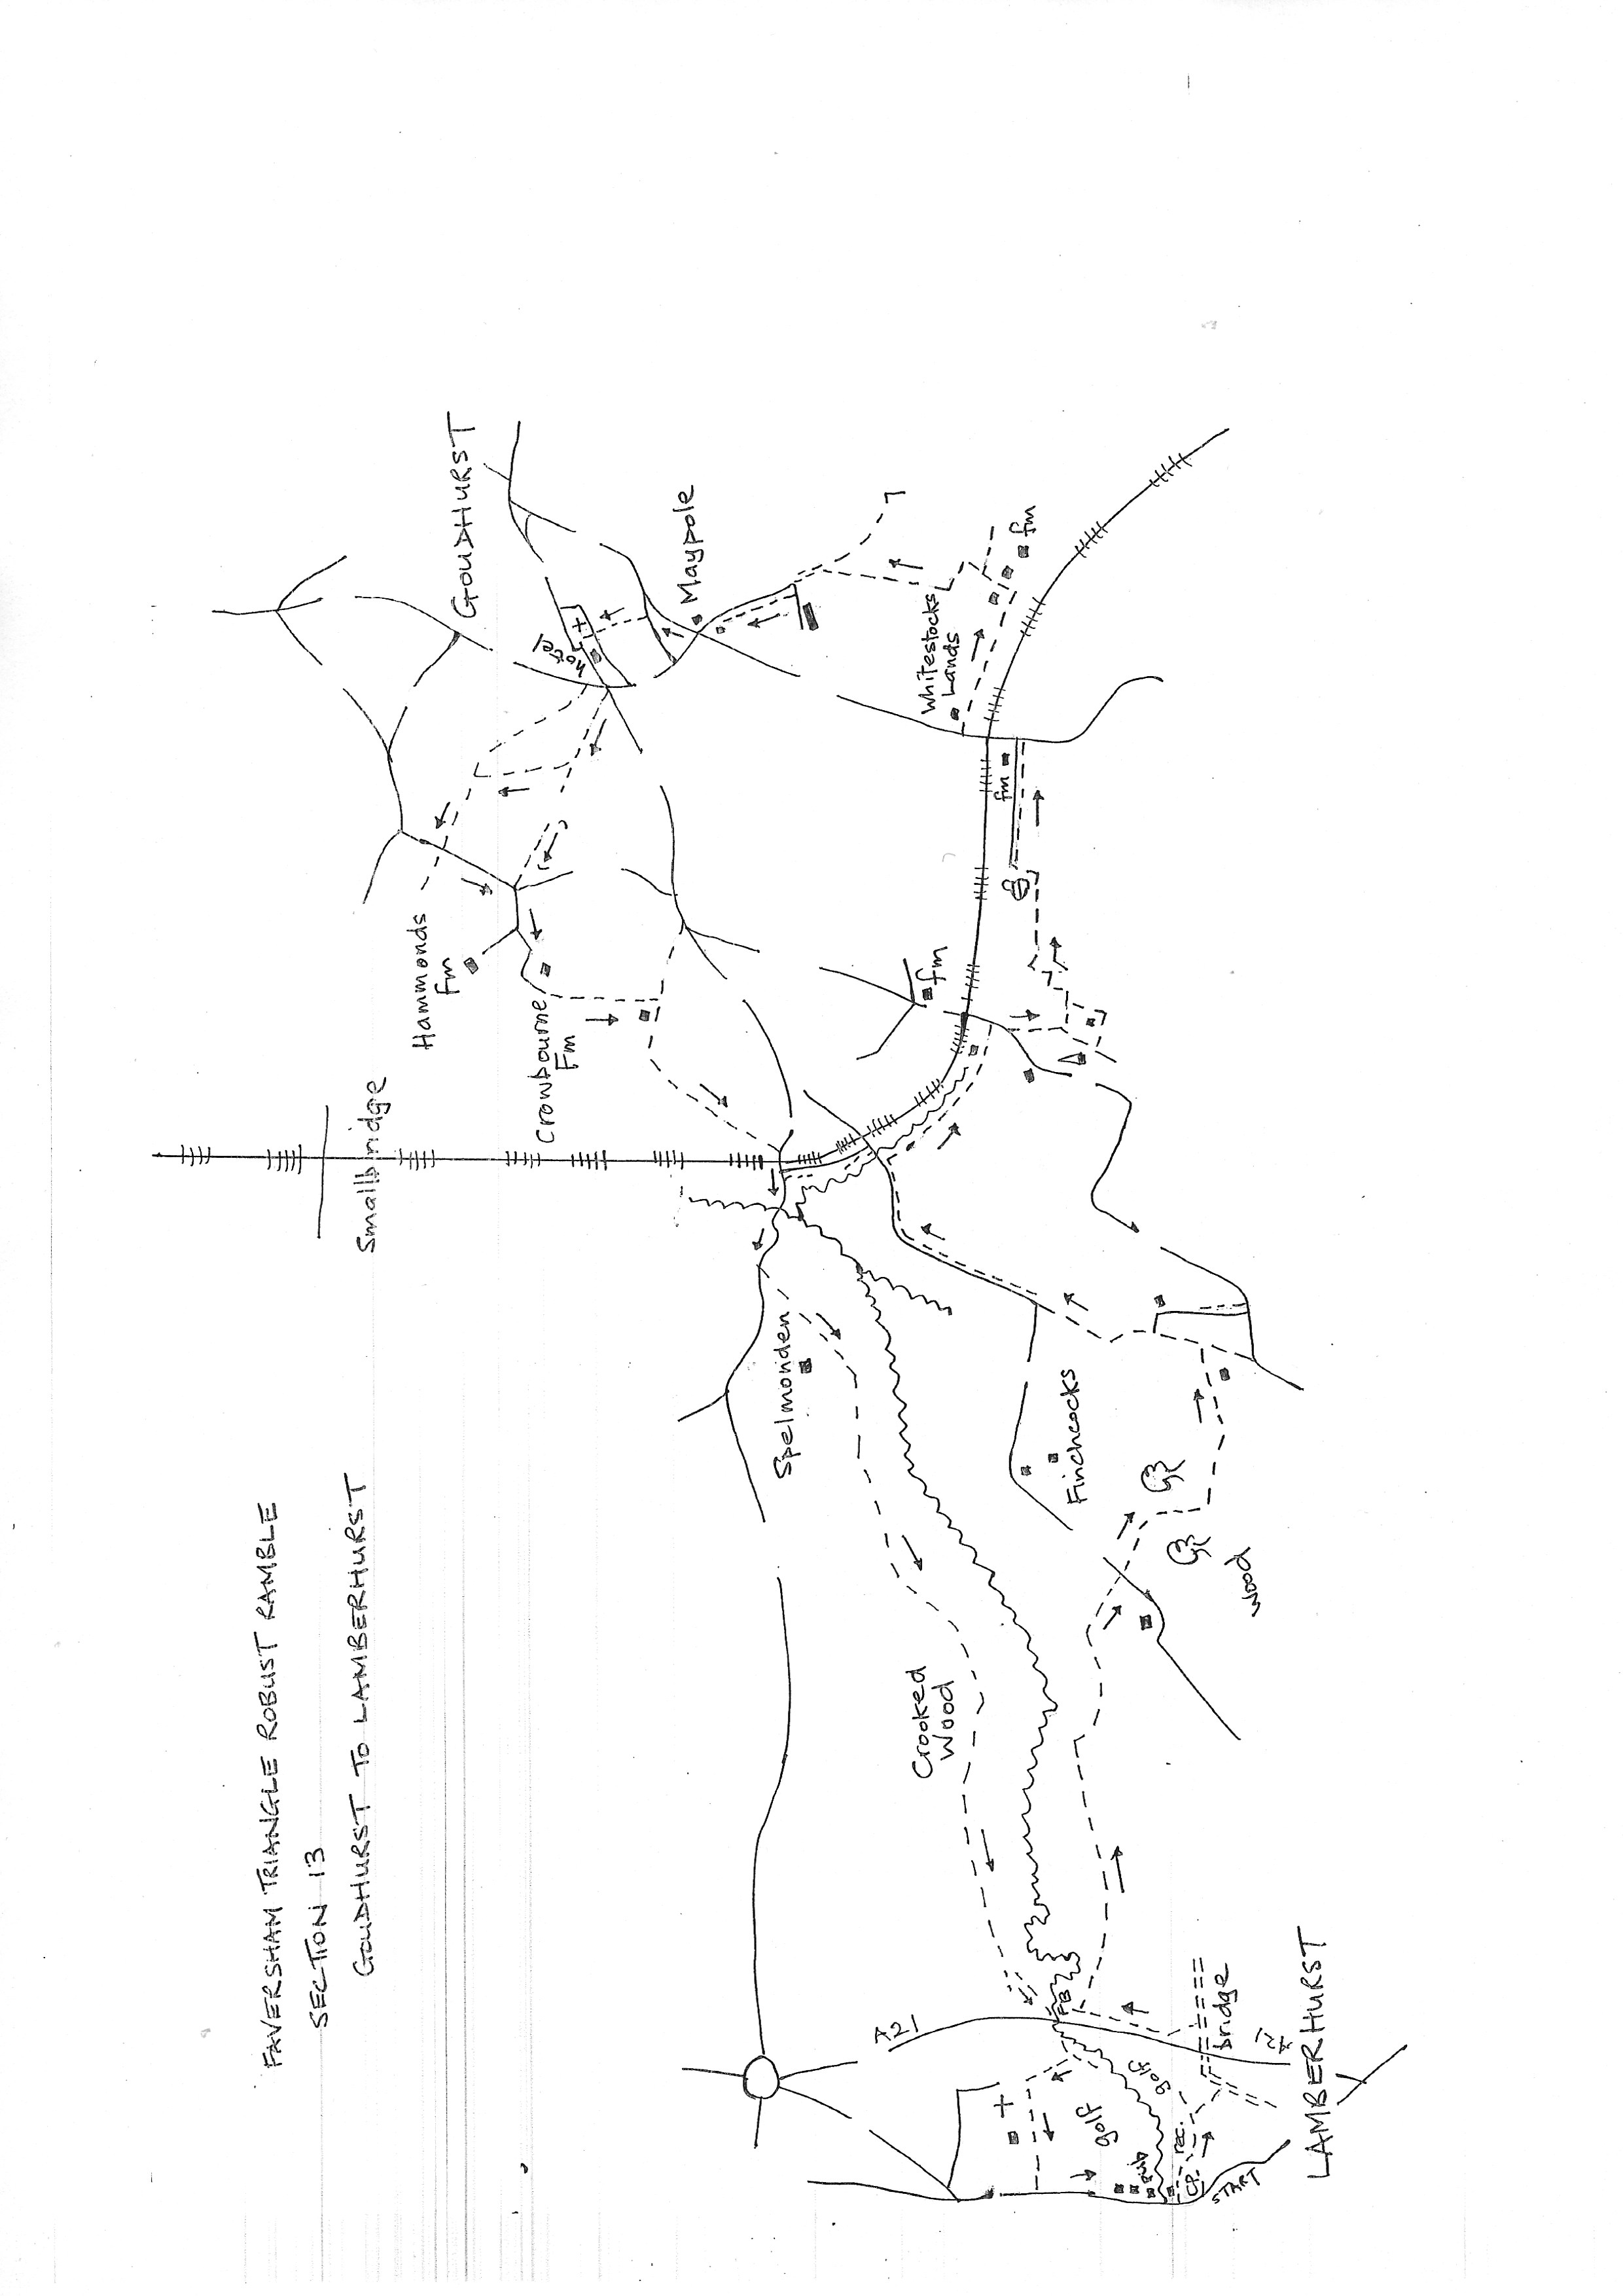 FAVERSHAM TRIANGLE ROBUST RAMBLE
SECTION 13
GOUDHURST TO LAMBERHURST
Smallbridge
Hammonds
Fm
Crowbourne
Fm
GOUDHURST
hotel
Maypole
Whitestocks
Lands
fm
fm
fm
Spelmonden
Finchcocks
Crooked
Wood
wood
A21
FB
golf
golf
pub
rec.
CP.
START
bridge
A21
LAMBERHURST